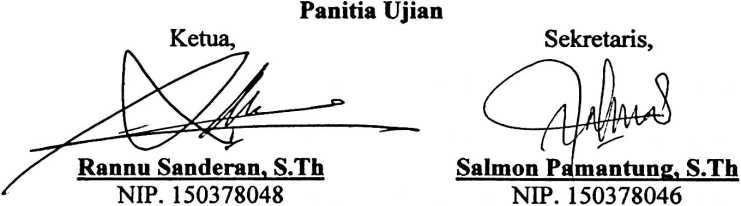 Panitia Ujian
Ketua, Sekretaris,
Rannu Sanderan, S.Th Salmon Pamantung, S.Th
NIP. 150378048 NIP. 150378046